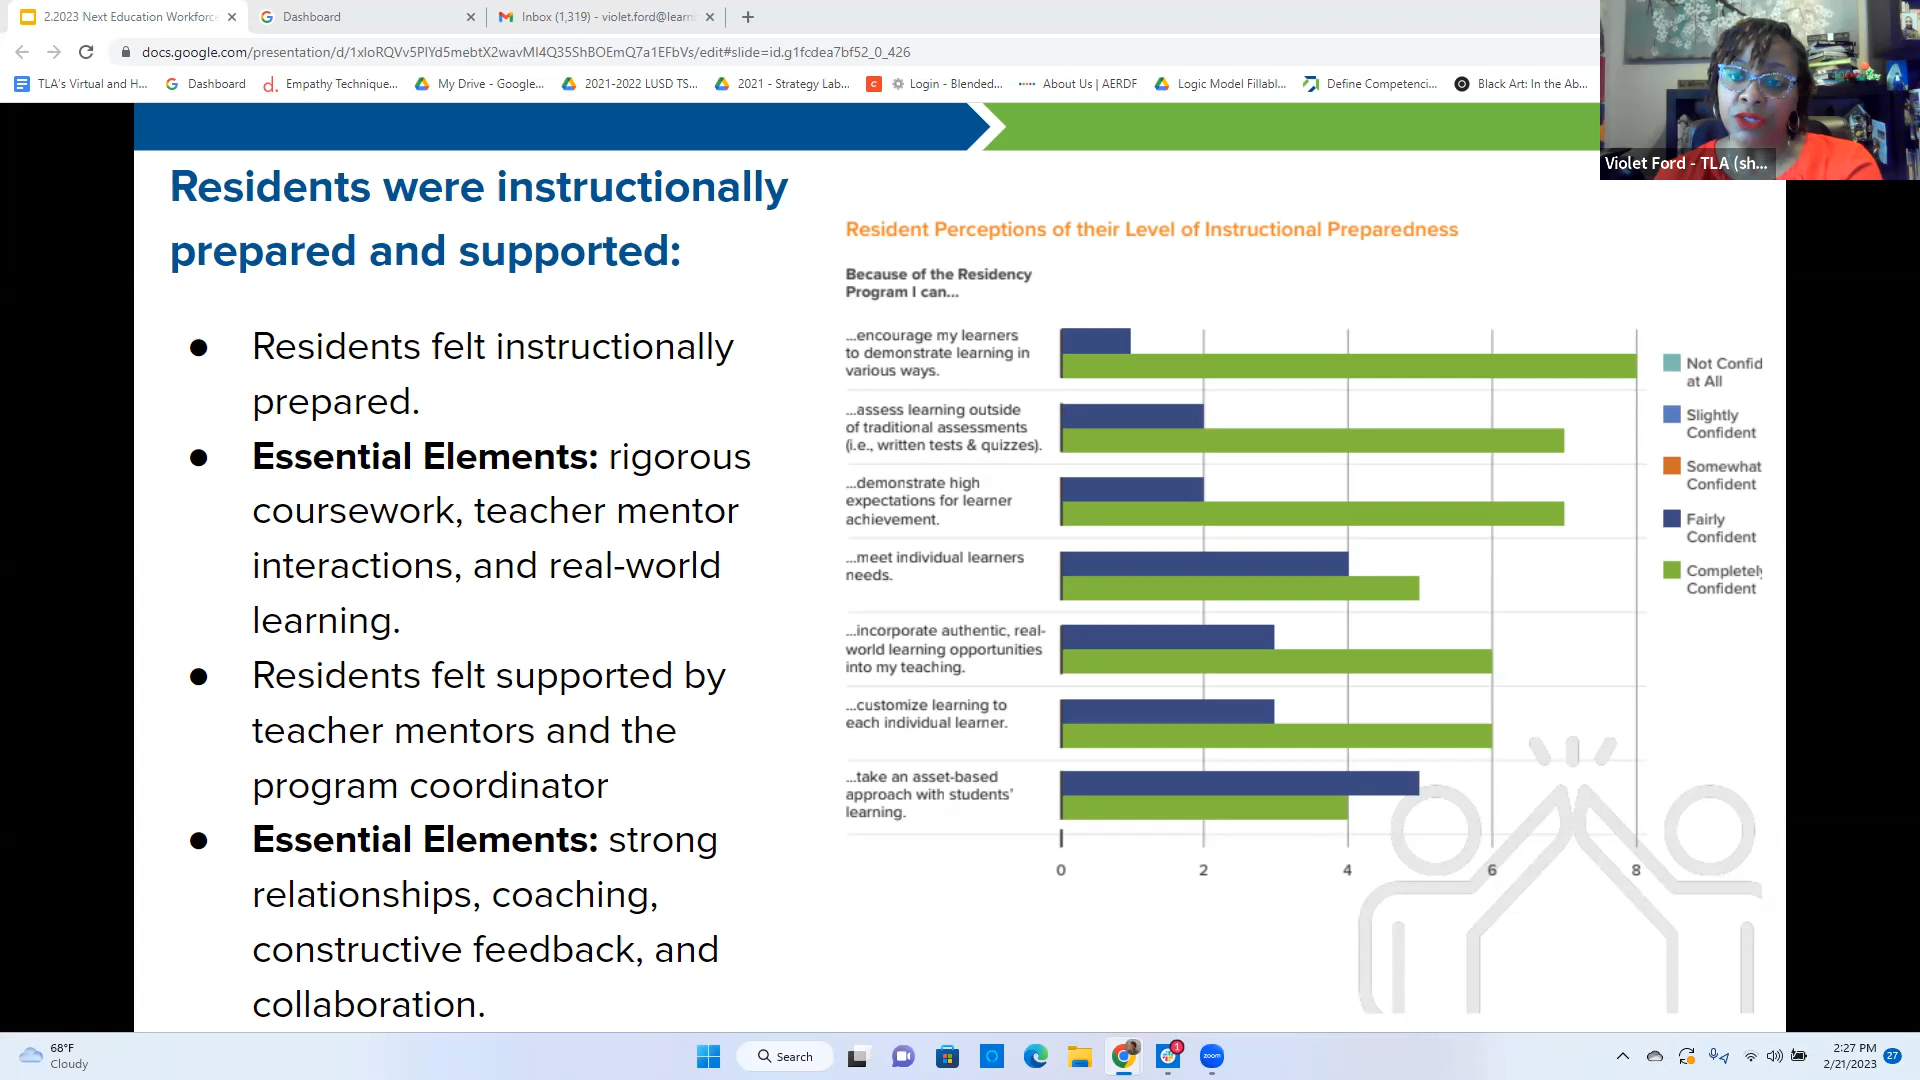 2.2023 Next Education Workforc
Dashboard
Inbox (1,319) - violet.ford@learn
docs.google.com/presentation/d/1xIoRQVv5PIYd5mebtX2wavMI4Q35ShBOEmQ7a1EFbVs/edit#slide=id.g1fcdea7bf52_0_426
TLA's Virtual and H...
Dashboard
Empathy Technique...
My Drive - Google...
2021-2022 LUSD TS...
2021 - Strategy Lab...
Login - Blended...
About Us | AERDF
Logic Model Fillabl...
Define Competenci...
Black Art: In the Ab...
Violet Ford - TLA (sh...
Residents were instructionally
prepared and supported:
● Residents felt instructionally
prepared.
● Essential Elements: rigorous
coursework, teacher mentor
interactions, and real-world
learning.
● Residents felt supported by
teacher mentors and the
program coordinator
● Essential Elements: strong
relationships, coaching,
constructive feedback, and
collaboration.
Resident Perceptions of their Level of Instructional Preparedness
Because of the Residency
Program I can...
...encourage my learners
to demonstrate learning in
various ways.
...assess learning outside
of traditional assessments
(i.e., written tests & quizzes).
...demonstrate high
expectations for learner
achievement.
...meet individual learners
needs.
...incorporate authentic, real-
world learning opportunities
into my teaching.
...customize learning to
each individual learner.
...take an asset-based
approach with students'
learning.
0 2 4 6 8
Not Confid
at All
Slightly
Confident
Somewhat
Confident
Fairly
Confident
Completely
Confident
68°F
Cloudy
Search
1
zoom
2:27 PM
2/21/2023
27